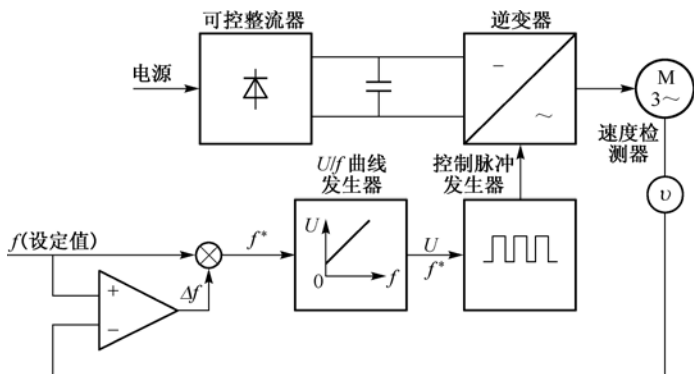 可控整流器
逆变器
电源
−
~
M
3~
速度检
测器
U/f 曲线
发生器
控制脉冲
发生器
υ
f(设定值)
f*
U
0
f
U
f*
+
−
Δf